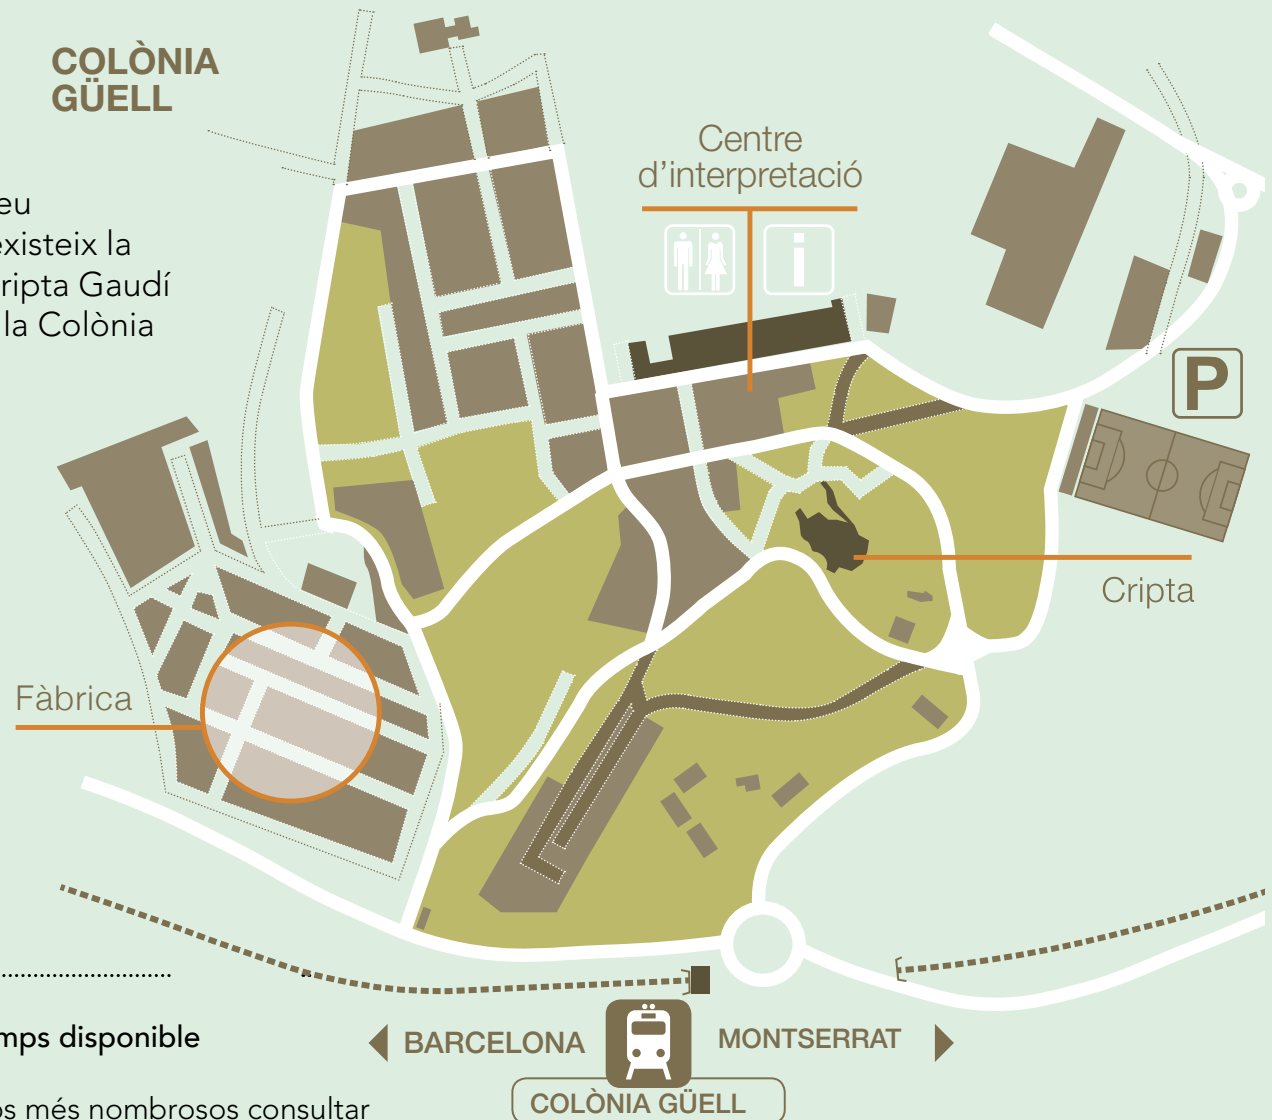 COLÒNIA
GÜELL
Centre
d’interpretació
eu
existeix la
ripta Gaudí
la Colònia
P
Cripta
Fàbrica
mps disponible
BARCELONA
MONTSERRAT
COLÒNIA GÜELL
os més nombrosos consultar